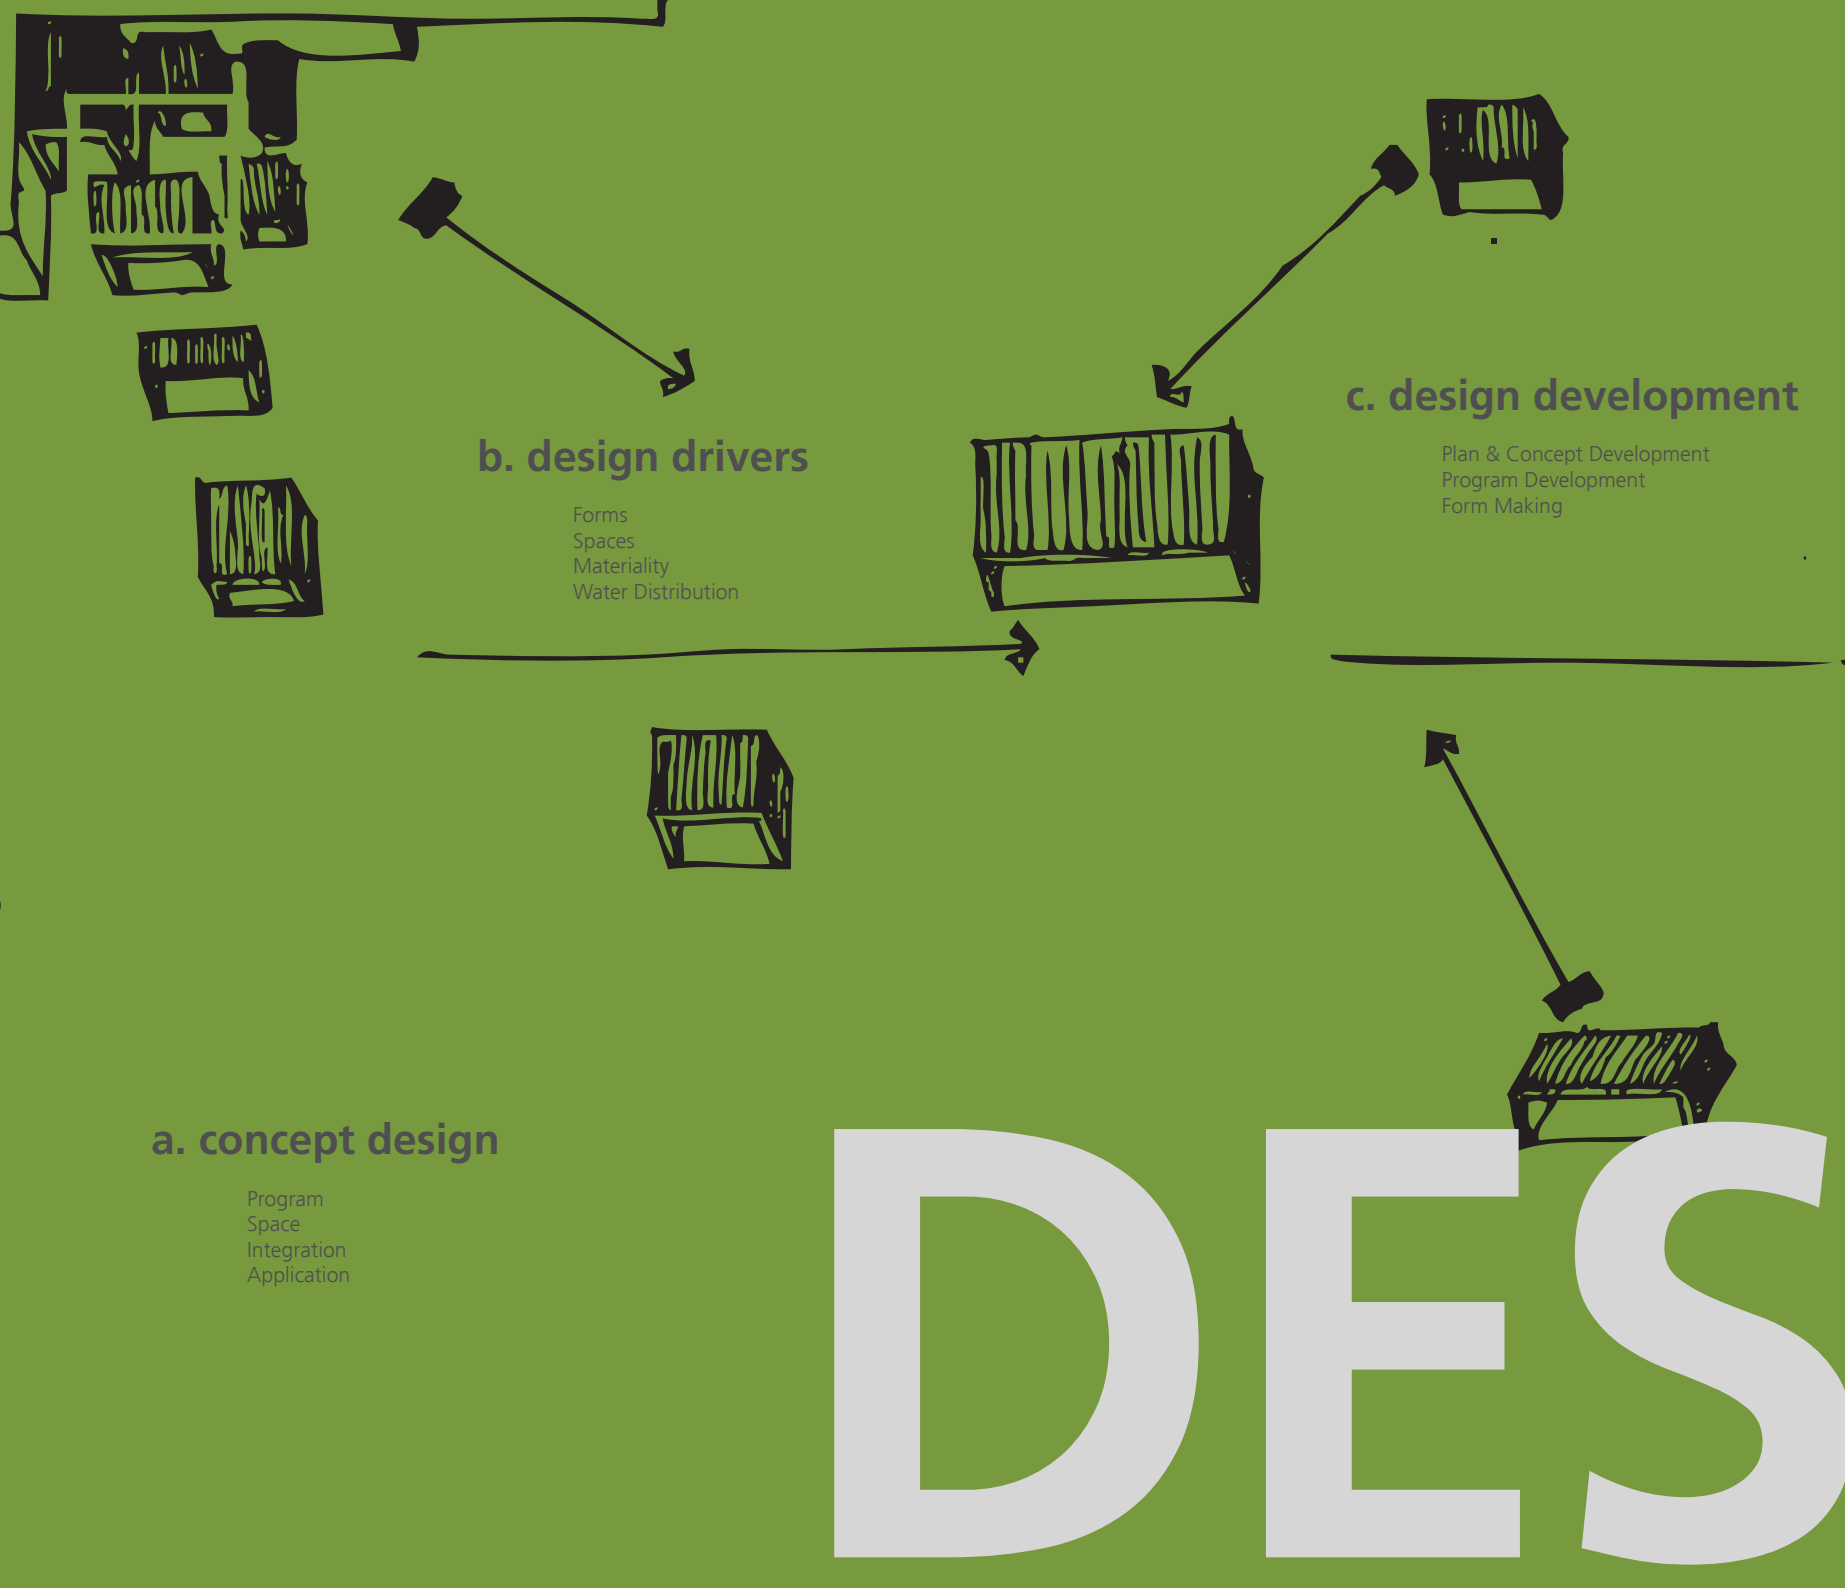 c. design development
Plan & Concept Development
Program Development
Form Making
b. design drivers
Forms
Spaces
Materiality
Water Distribution
a. concept design
Program
Space
Integration
Application
DES